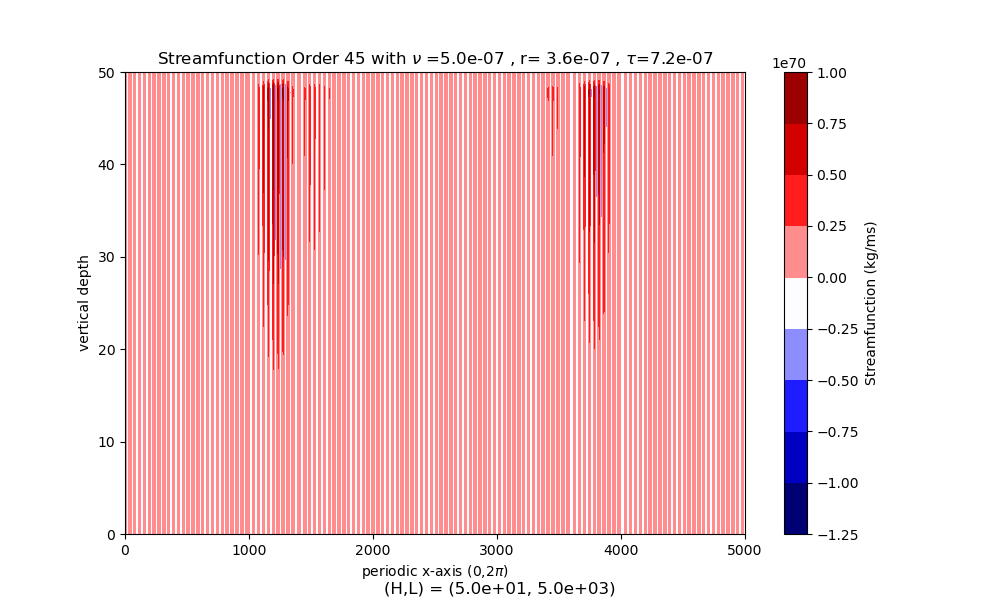 Streamfunction Order 45 with ν =5.0e-07 , r= 3.6e-07 , τ=7.2e-07
1e70
50
40
30
20
10
0
vertical depth
0 1000 2000 3000 4000 5000
periodic x-axis (0,2π)
(H,L) = (5.0e+01, 5.0e+03)
1.00
0.75
0.50
0.25
0.00
−0.25
−0.50
−0.75
−1.00
−1.25
Streamfunction (kg/ms)